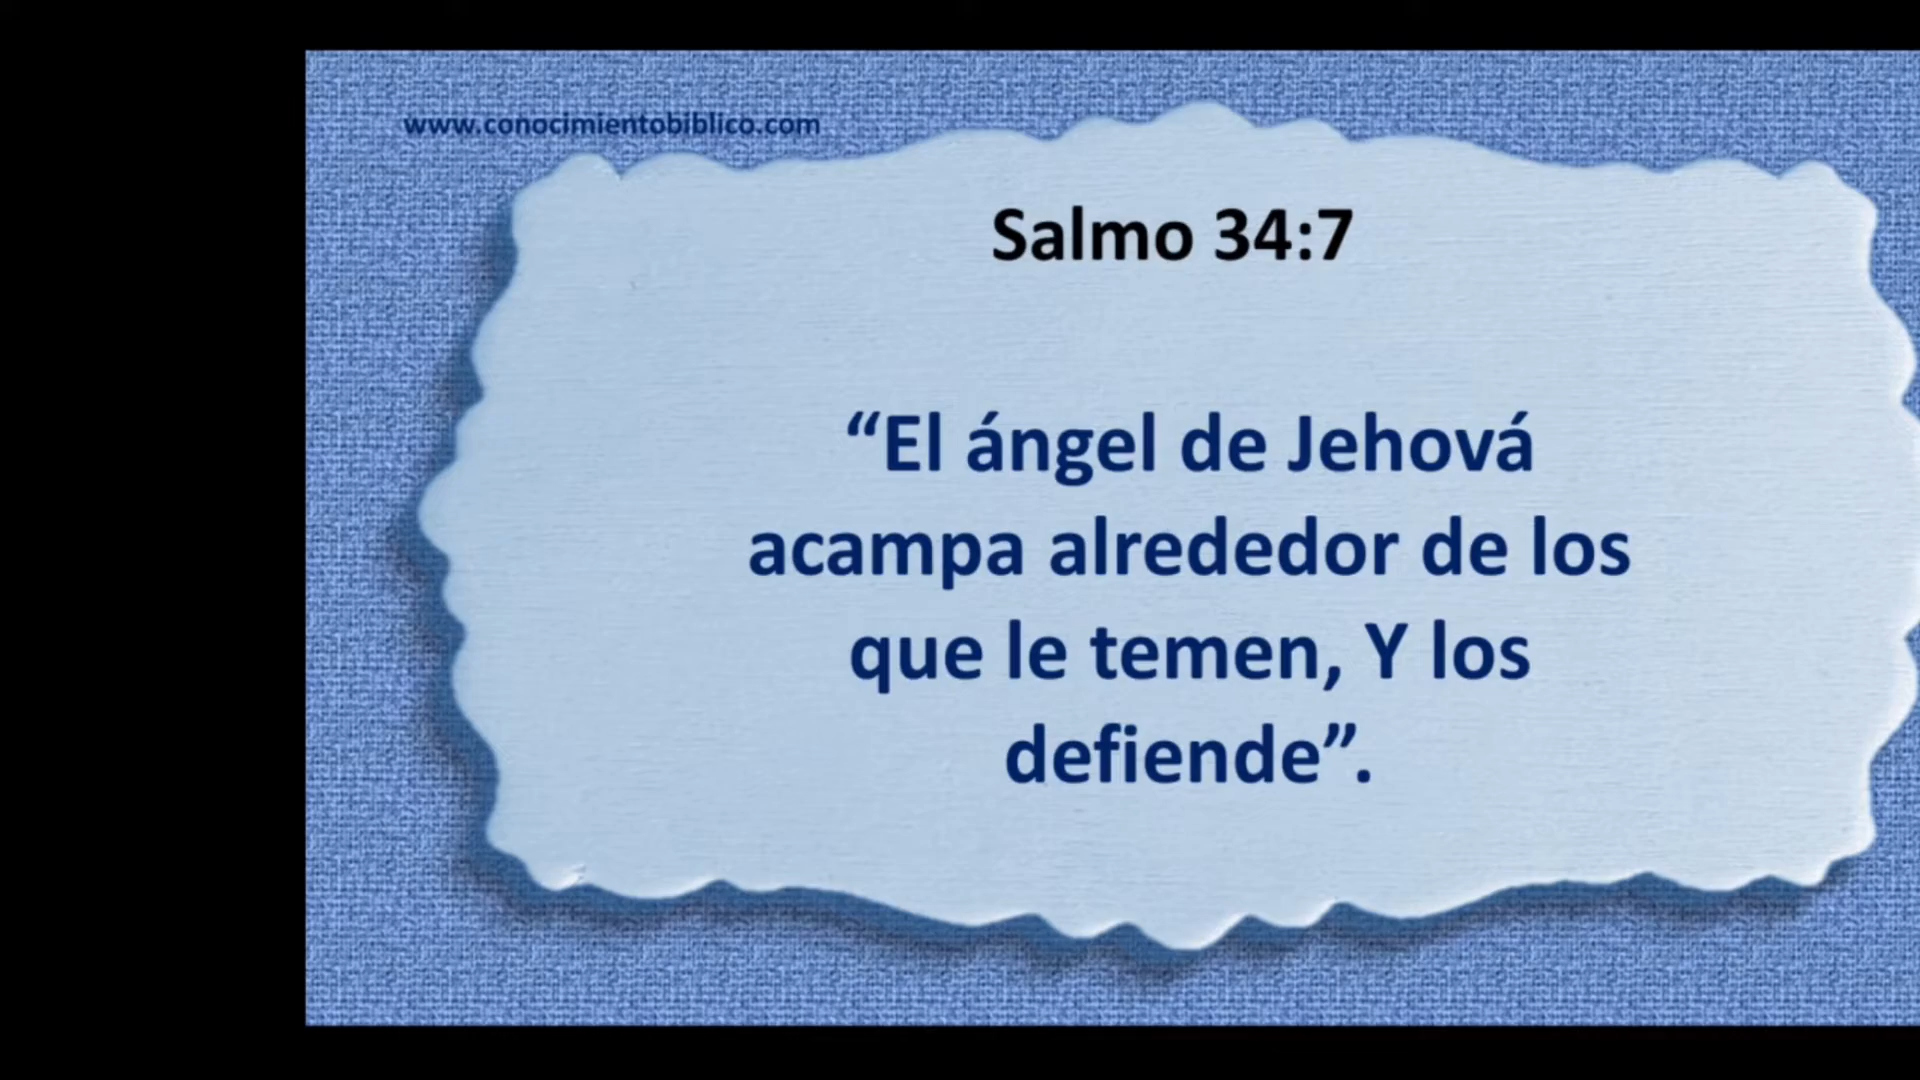 www.conocimientobiblico.com
Salmo 34:7
“El ángel de Jehová
acampa alrededor de los
que le temen, Y los
defiende”.